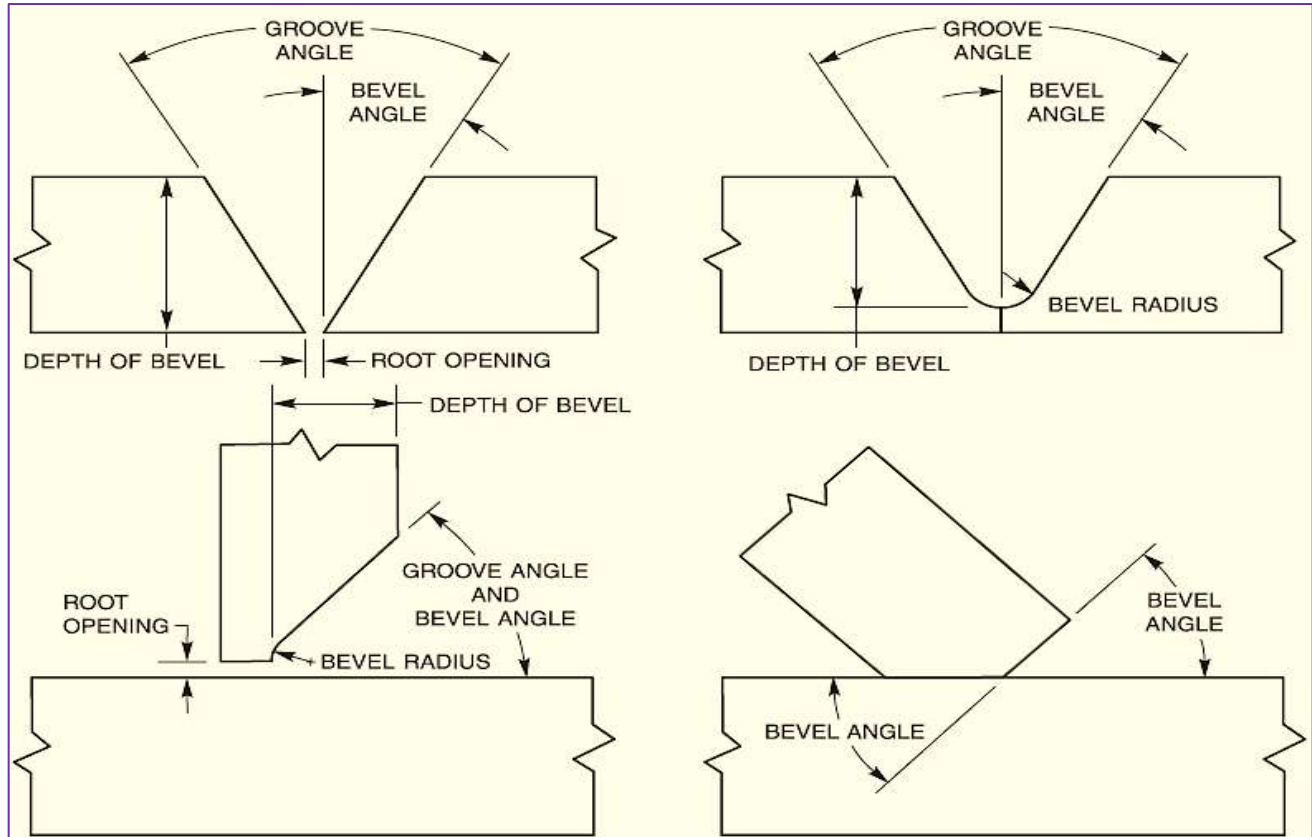 GROOVE
ANGLE
BEVEL
ANGLE
DEPTH OF BEVEL
ROOT OPENING
GROOVE
ANGLE
BEVEL
ANGLE
BEVEL RADIUS
DEPTH OF BEVEL
DEPTH OF BEVEL
GROOVE ANGLE
AND
BEVEL ANGLE
ROOT
OPENING
BEVEL RADIUS
BEVEL
ANGLE
BEVEL ANGLE